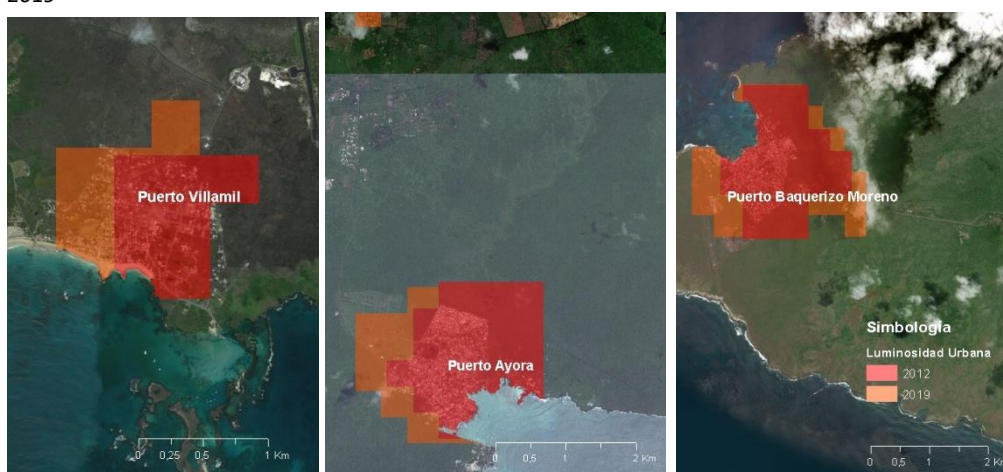 2019
Puerto Villamil
0 0,25 0,5 1 Km
Puerto Ayora
0 0,5 1 2 Km
Puerto Baquerizo Moreno
Simbología
Luminosidad Urbana
2012
2019
0 0,5 1 2 Km